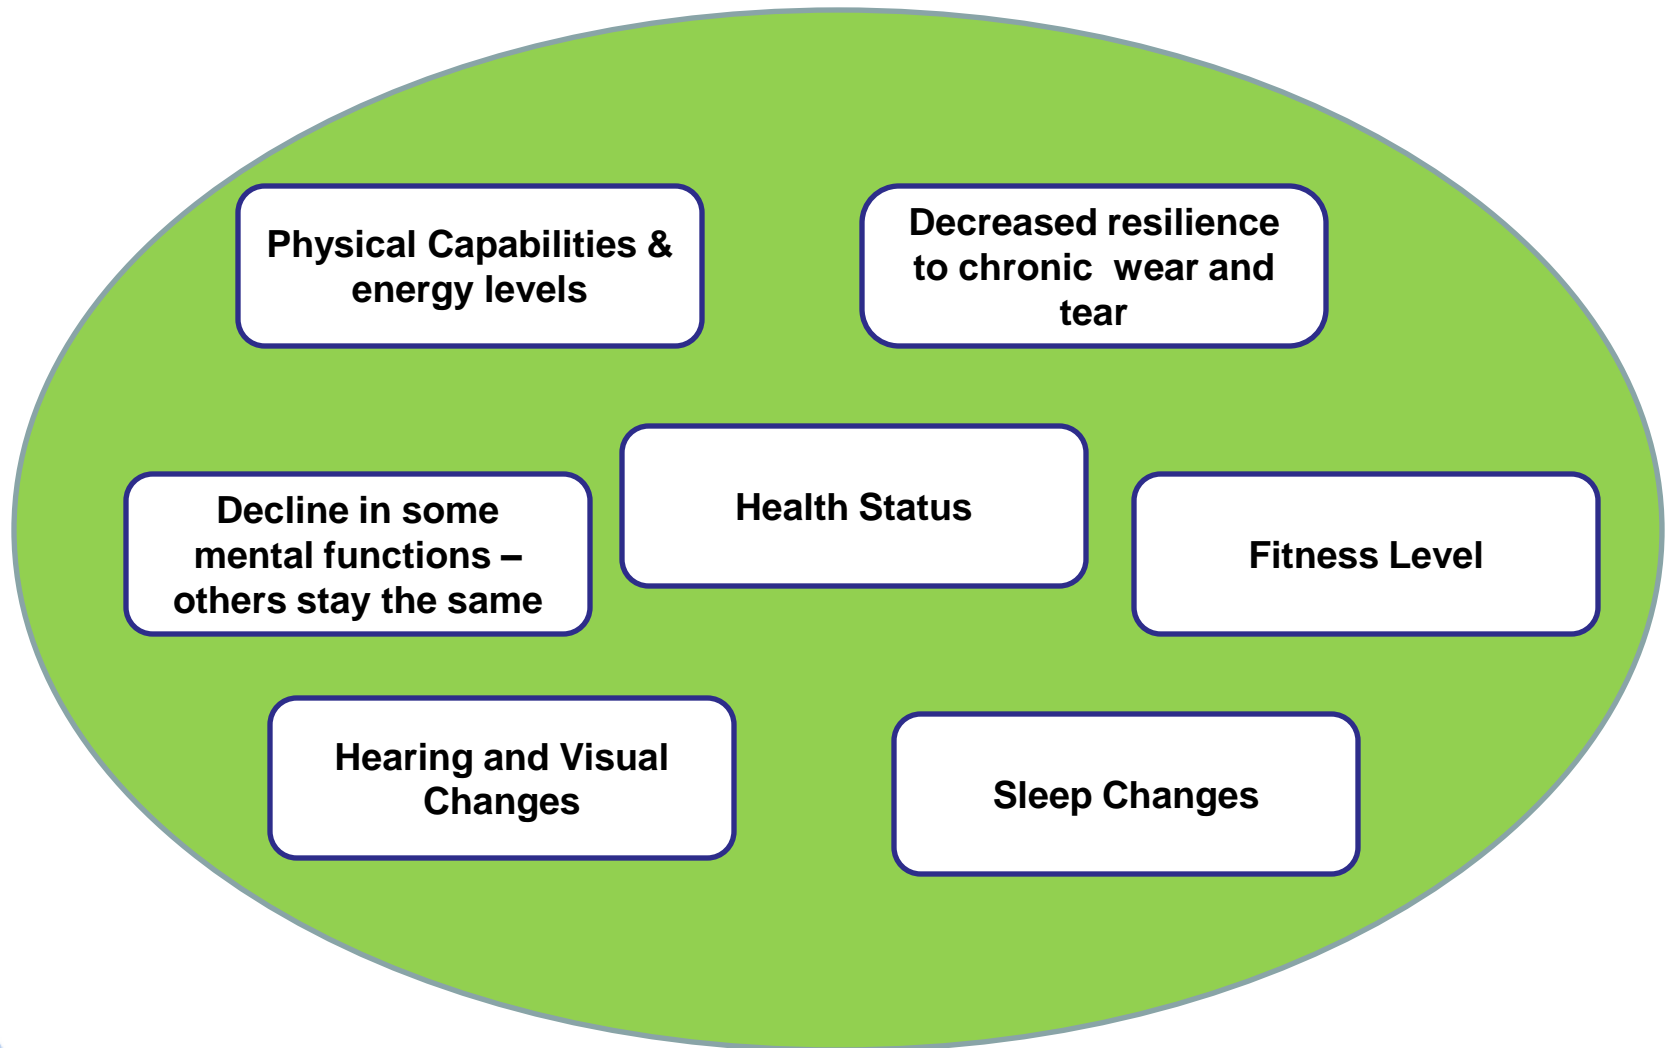 Physical Capabilities &
energy levels
Decreased resilience
to chronic  wear and
tear
Health Status
Decline in some
mental functions –
others stay the same
Fitness Level
Hearing and Visual
Changes
Sleep Changes